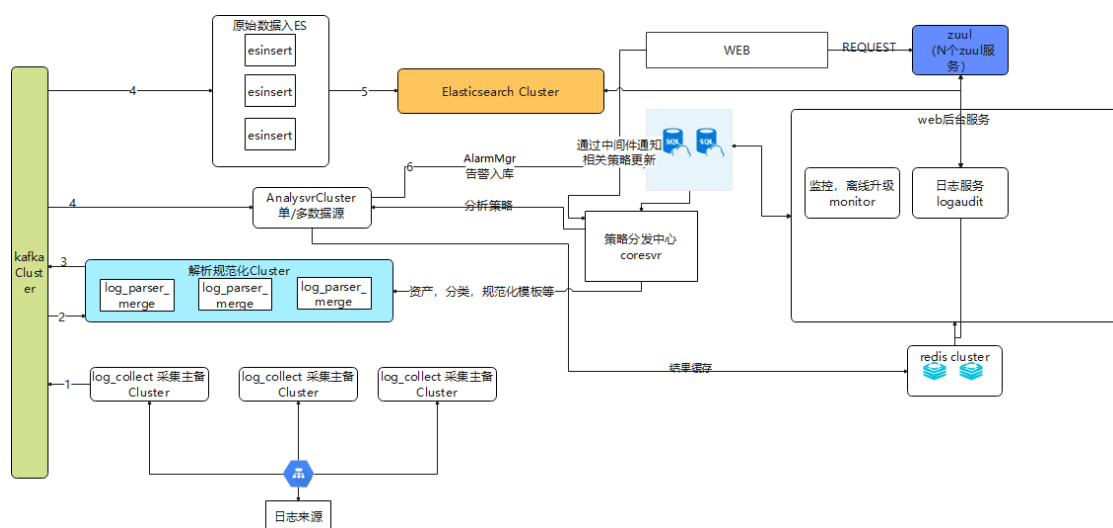 原始数据入ES
esinsert
esinsert
esinsert
4
5
Elasticsearch Cluster
WEB
REQUEST
zuul
（N个zuul服
务）
web后台服务
监控，离线升级
monitor
日志服务
logaudit
SQL
SQL
通过中间件通知
相关策略更新
6
AlarmMgr
告警入库
4
AnalysvrCluster
单/多数据源
分析策略
策略分发中心
coresvr
kafka
Clust
er
3
解析规范化Cluster
log_parser_
merge
log_parser_
merge
log_parser_
merge
2
资产，分类，规范化模板等
结果缓存
redis cluster
1
log_collect 采集主备
Cluster
log_collect 采集主备
Cluster
log_collect 采集主备
Cluster
日志来源